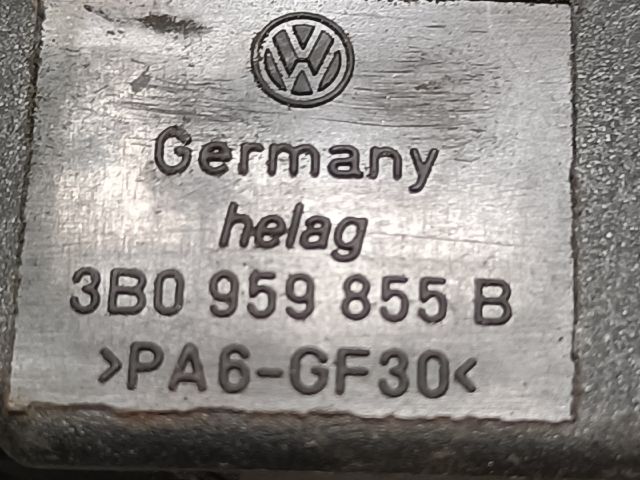 Germany
helag
3B0 959 855 B
>PA6-GF30<